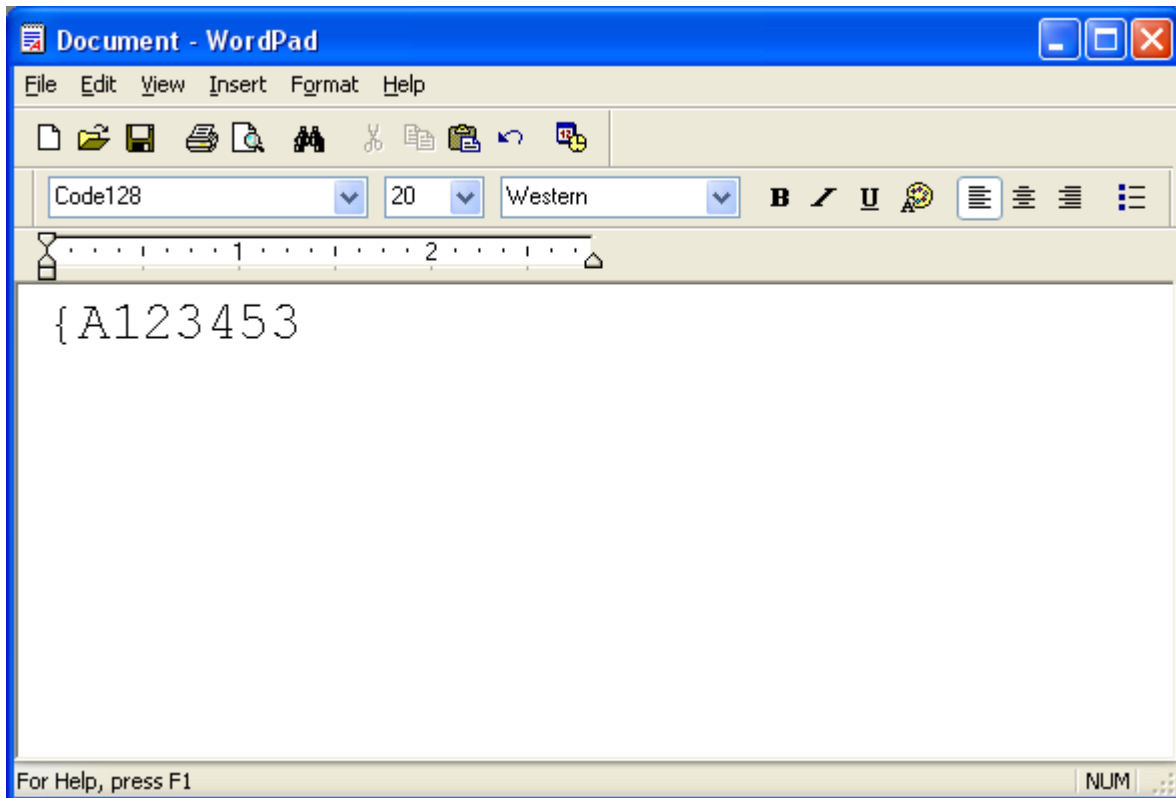 Document - WordPad
File Edit View Insert Format Help
Code128 20 Western B / U
1 2
{A123453
For Help, press F1 NUM